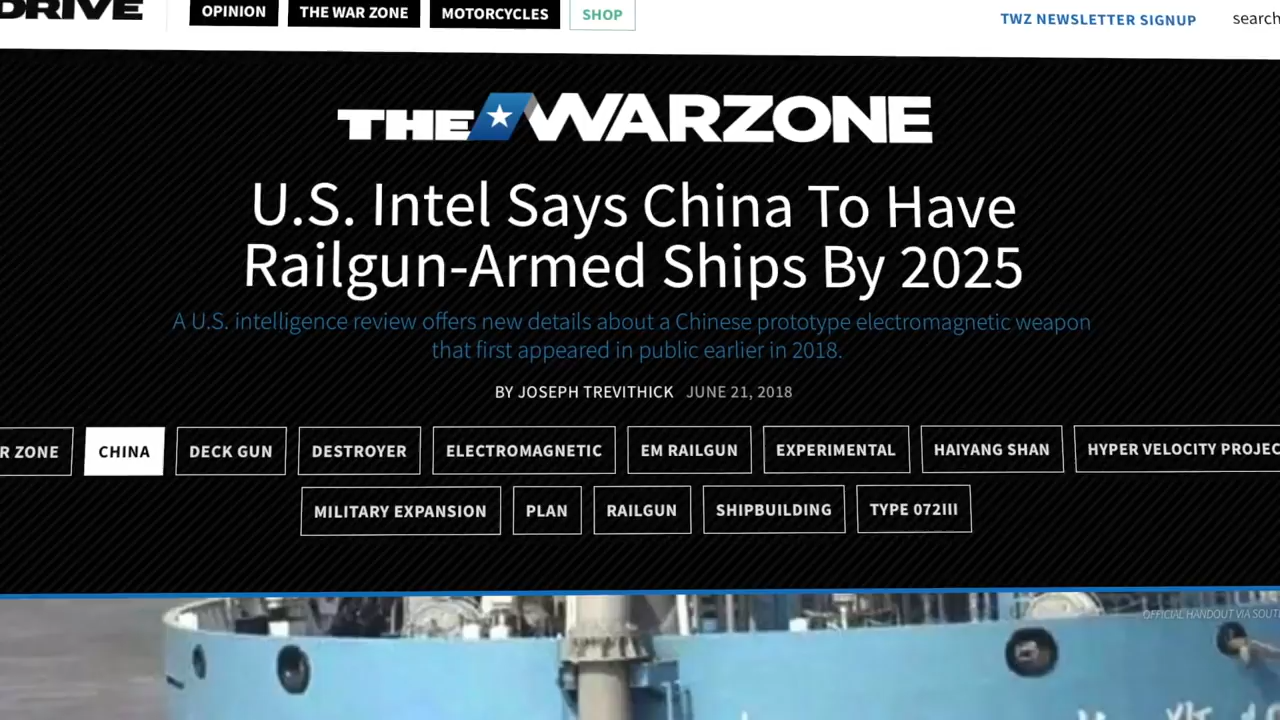 DRIVE
OPINION
THE WAR ZONE
MOTORCYCLES
SHOP
TWZ NEWSLETTER SIGNUP
search
THE WARZONE
U.S. Intel Says China To Have
Railgun-Armed Ships By 2025
A U.S. intelligence review offers new details about a Chinese prototype electromagnetic weapon
that first appeared in public earlier in 2018.
BY JOSEPH TREVITHICK JUNE 21, 2018
R ZONE
CHINA
DECK GUN
DESTROYER
ELECTROMAGNETIC
EM RAILGUN
EXPERIMENTAL
HAIYANG SHAN
HYPER VELOCITY PROJEC
MILITARY EXPANSION
PLAN
RAILGUN
SHIPBUILDING
TYPE 072III
OFFICIAL HANDOUT VIA SOUT